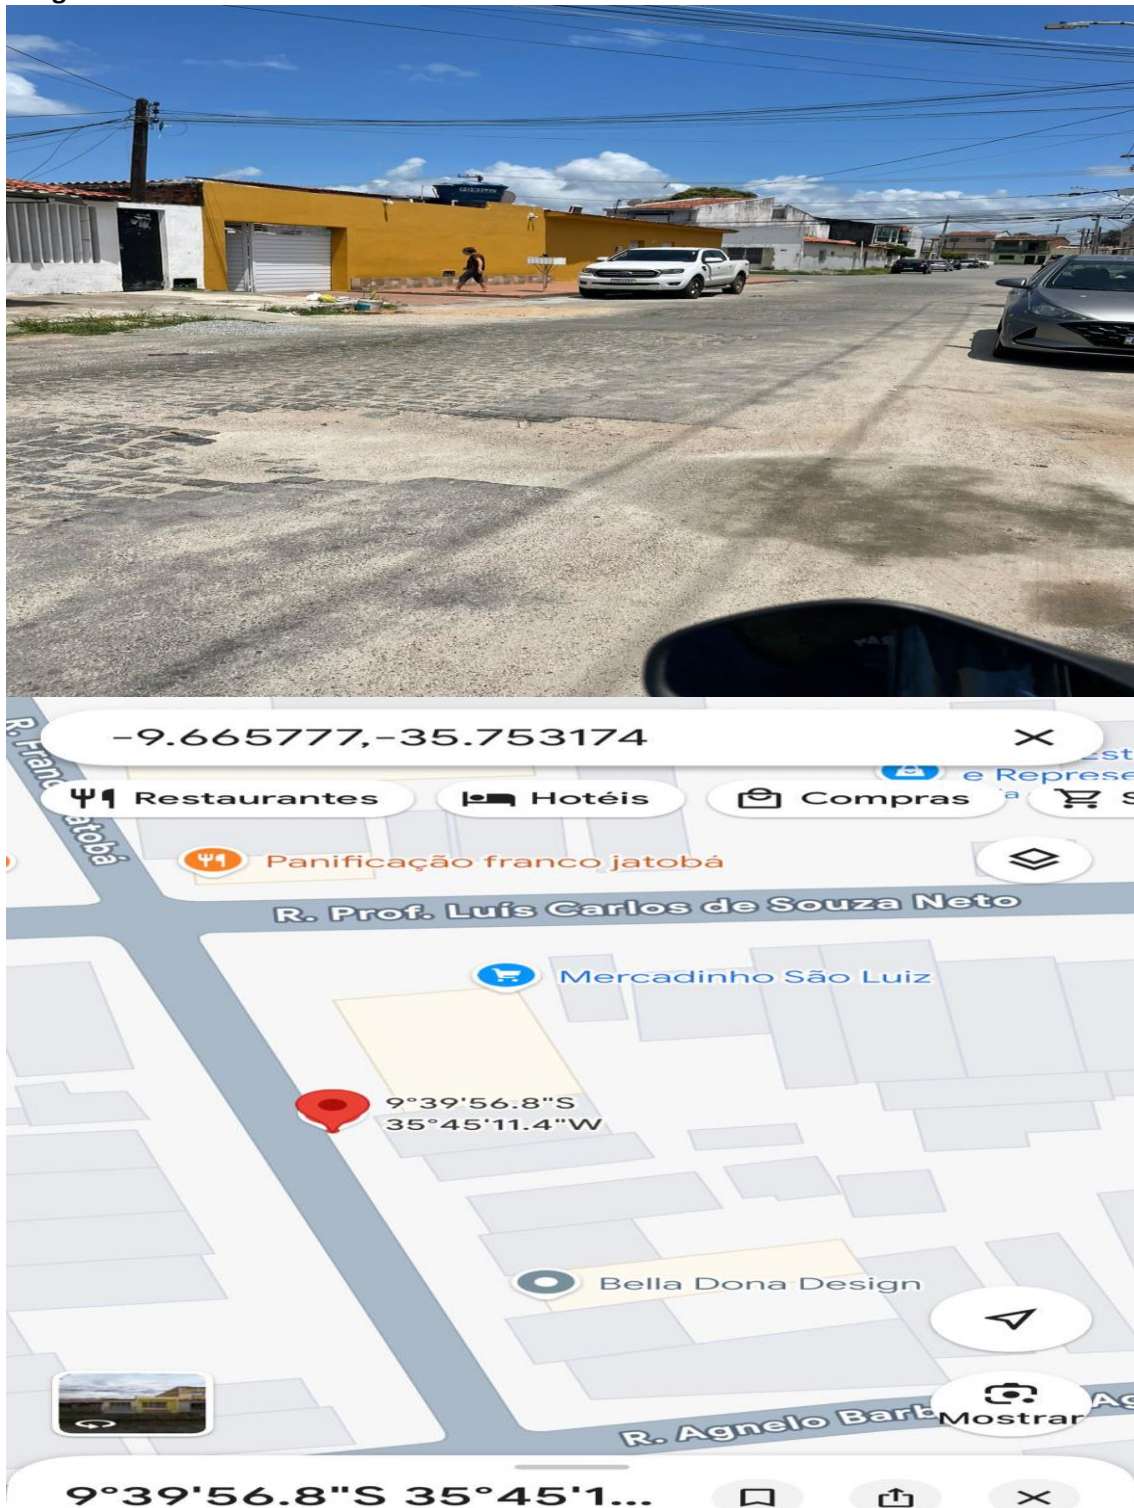 −9.665777,−35.753174
R. Franc
Jatobá
e Represe
Restaurantes
Hotéis
Compras
Panificação franco jatobá
R. Prof. Luís Carlos de Souza Neto
Mercadinho São Luiz
9°39'56.8"S
35°45'11.4"W
Bella Dona Design
R. Agnelo Barb
Mostrar
9°39'56.8"S 35°45'1...